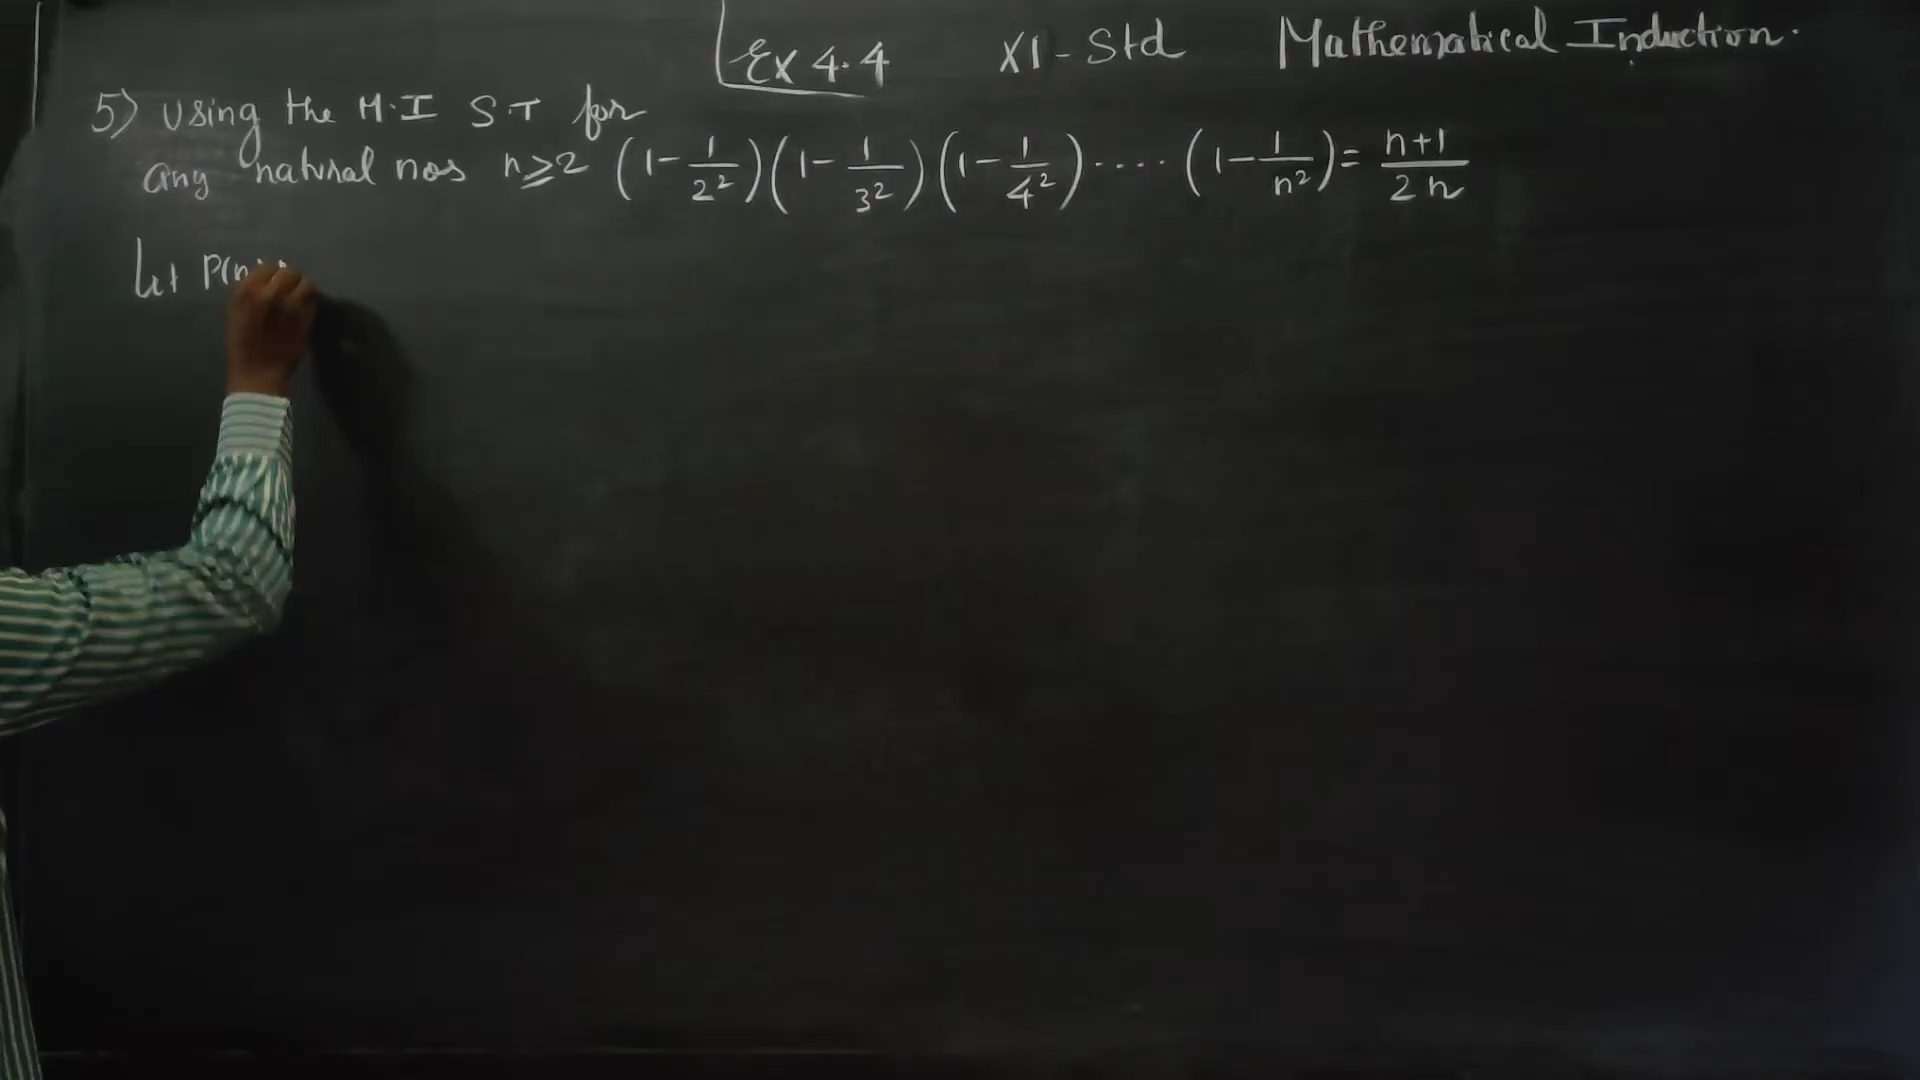 Ex 4.4 XI-Std Mathematical Induction.
5) Using the M.I S.T for
any natural nos n≥2 (1-1/2²)(1-1/3²)(1-1/4²)....(1-1/n²)= n+1/2n
Let P(n)